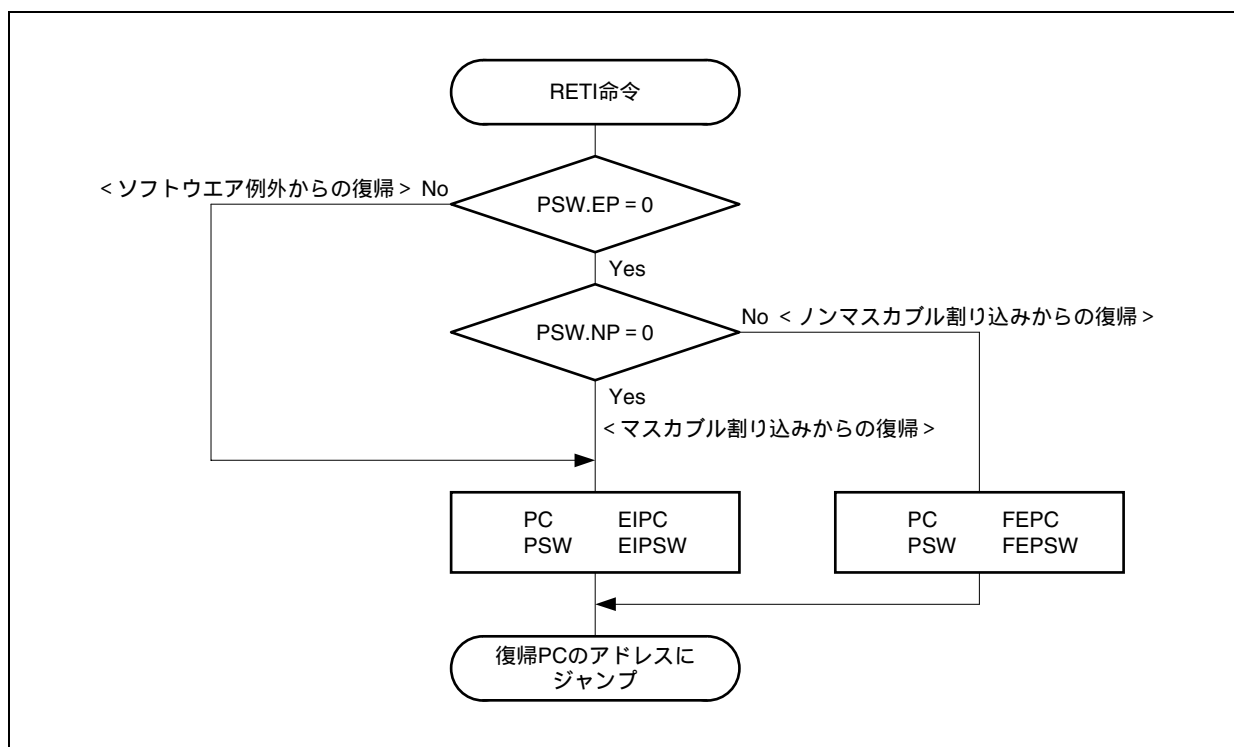 RETI命令
<ソフトウエア例外からの復帰> No
PSW.EP = 0
Yes
PSW.NP = 0
No <ノンマスカブル割り込みからの復帰>
Yes
<マスカブル割り込みからの復帰>
PC EIPC
PSW EIPSW
PC FEPC
PSW FEPSW
復帰PCのアドレスに
ジャンプ